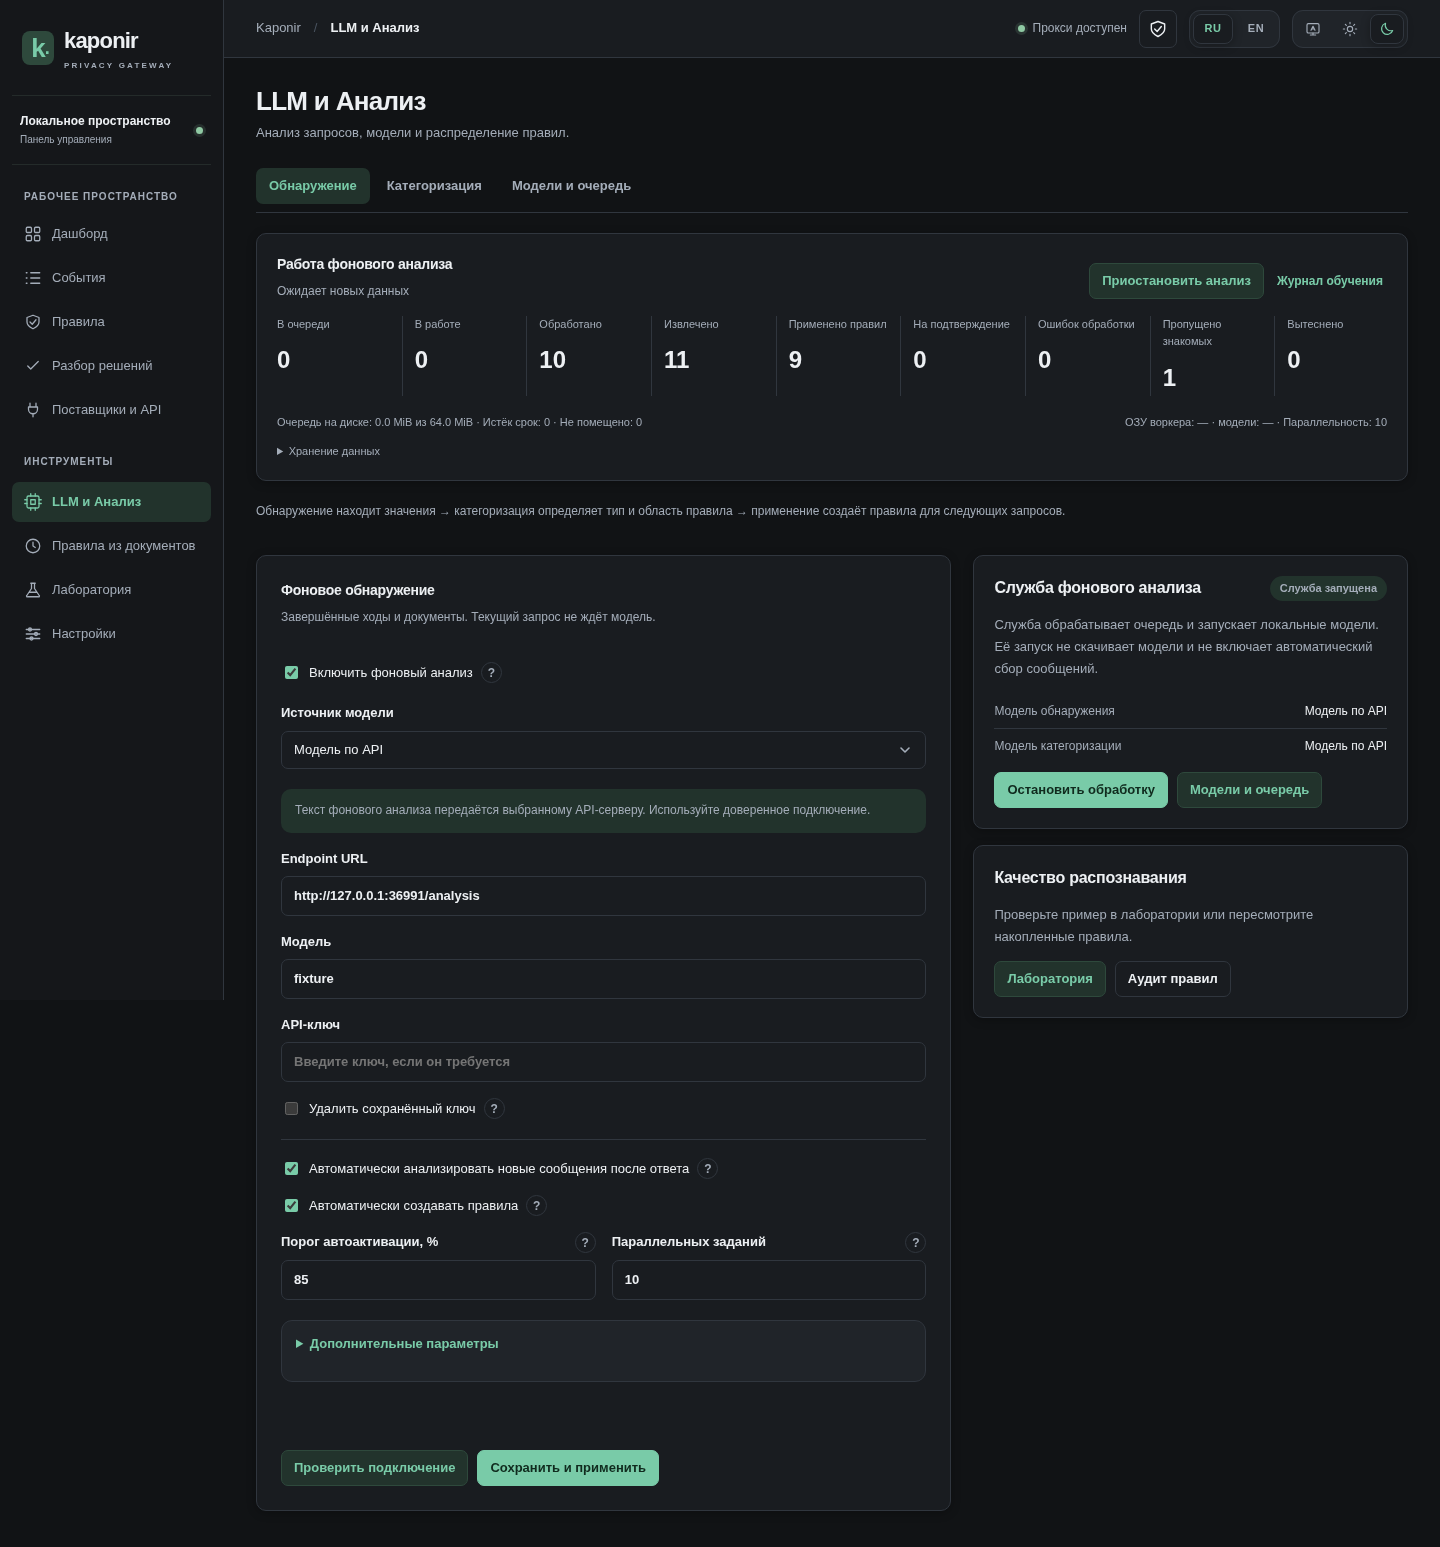 k.
kaponir
PRIVACY GATEWAY
Локальное пространство
Панель управления
РАБОЧЕЕ ПРОСТРАНСТВО
Дашборд
События
Правила
Разбор решений
Поставщики и API
ИНСТРУМЕНТЫ
LLM и Анализ
Правила из документов
Лаборатория
Настройки
Kaponir / LLM и Анализ
Прокси доступен
RU EN
LLM и Анализ
Анализ запросов, модели и распределение правил.
Обнаружение Категоризация Модели и очередь
Работа фонового анализа
Ожидает новых данных
Приостановить анализ Журнал обучения
В очереди
0
В работе
0
Обработано
10
Извлечено
11
Применено правил
9
На подтверждение
0
Ошибок обработки
0
Пропущено
знакомых
1
Вытеснено
0
Очередь на диске: 0.0 MiB из 64.0 MiB · Истёк срок: 0 · Не помещено: 0
ОЗУ воркера: — · модели: — · Параллельность: 10
▶ Хранение данных
Обнаружение находит значения → категоризация определяет тип и область правила → применение создаёт правила для следующих запросов.
Фоновое обнаружение
Завершённые ходы и документы. Текущий запрос не ждёт модель.
Включить фоновый анализ ?
Источник модели
Модель по API
Текст фонового анализа передаётся выбранному API-серверу. Используйте доверенное подключение.
Endpoint URL
http://127.0.0.1:36991/analysis
Модель
fixture
API-ключ
Введите ключ, если он требуется
Удалить сохранённый ключ ?
Автоматически анализировать новые сообщения после ответа ?
Автоматически создавать правила ?
Порог автоактивации, % ?
85
Параллельных заданий ?
10
▶ Дополнительные параметры
Проверить подключение Сохранить и применить
Служба фонового анализа
Служба запущена
Служба обрабатывает очередь и запускает локальные модели.
Её запуск не скачивает модели и не включает автоматический
сбор сообщений.
Модель обнаружения Модель по API
Модель категоризации Модель по API
Остановить обработку Модели и очередь
Качество распознавания
Проверьте пример в лаборатории или пересмотрите
накопленные правила.
Лаборатория Аудит правил